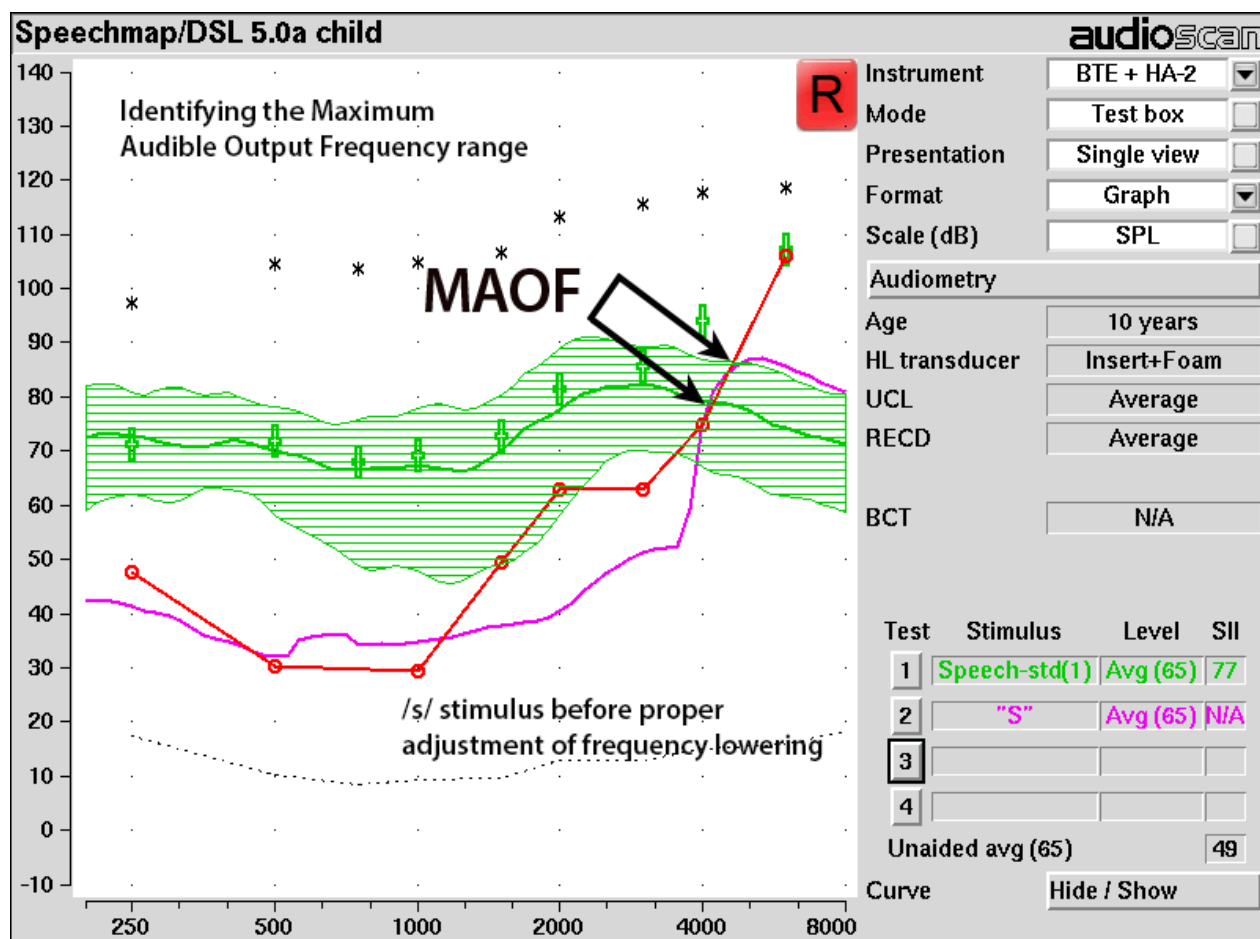 Speechmap/DSL 5.0a child
audioscan
140
130
120
110
100
90
80
70
60
50
40
30
20
10
0
-10
Identifying the Maximum
Audible Output Frequency range
R
MAOF
/s/ stimulus before proper
adjustment of frequency lowering
250 500 1000 2000 4000 8000
Instrument BTE + HA-2
Mode Test box
Presentation Single view
Format Graph
Scale (dB) SPL
Audiometry
Age 10 years
HL transducer Insert+Foam
UCL Average
RECD Average
BCT N/A
Test Stimulus Level SII
1 Speech-std(1) Avg (65) 77
2 "S" Avg (65) N/A
3
4
Unaided avg (65) 49
Curve Hide / Show